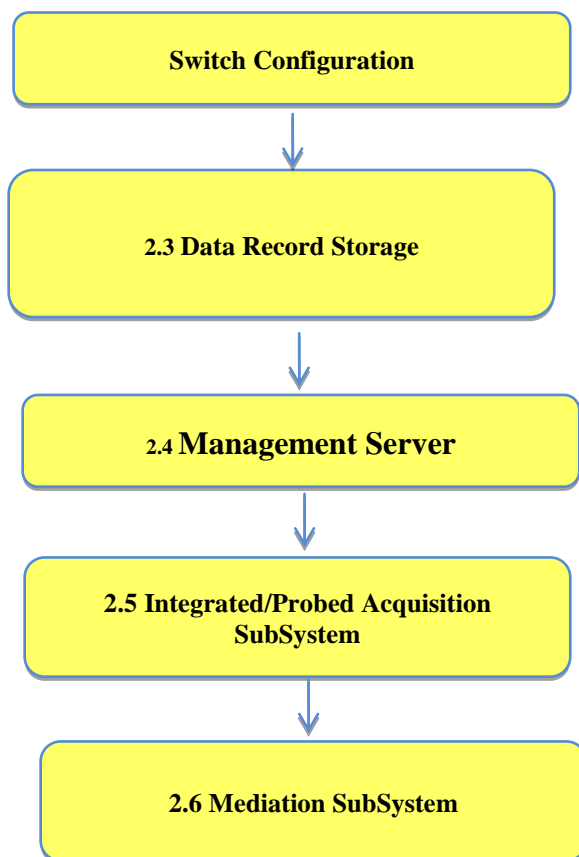 Switch Configuration
2.3 Data Record Storage
2.4 Management Server
2.5 Integrated/Probed Acquisition
SubSystem
2.6 Mediation SubSystem